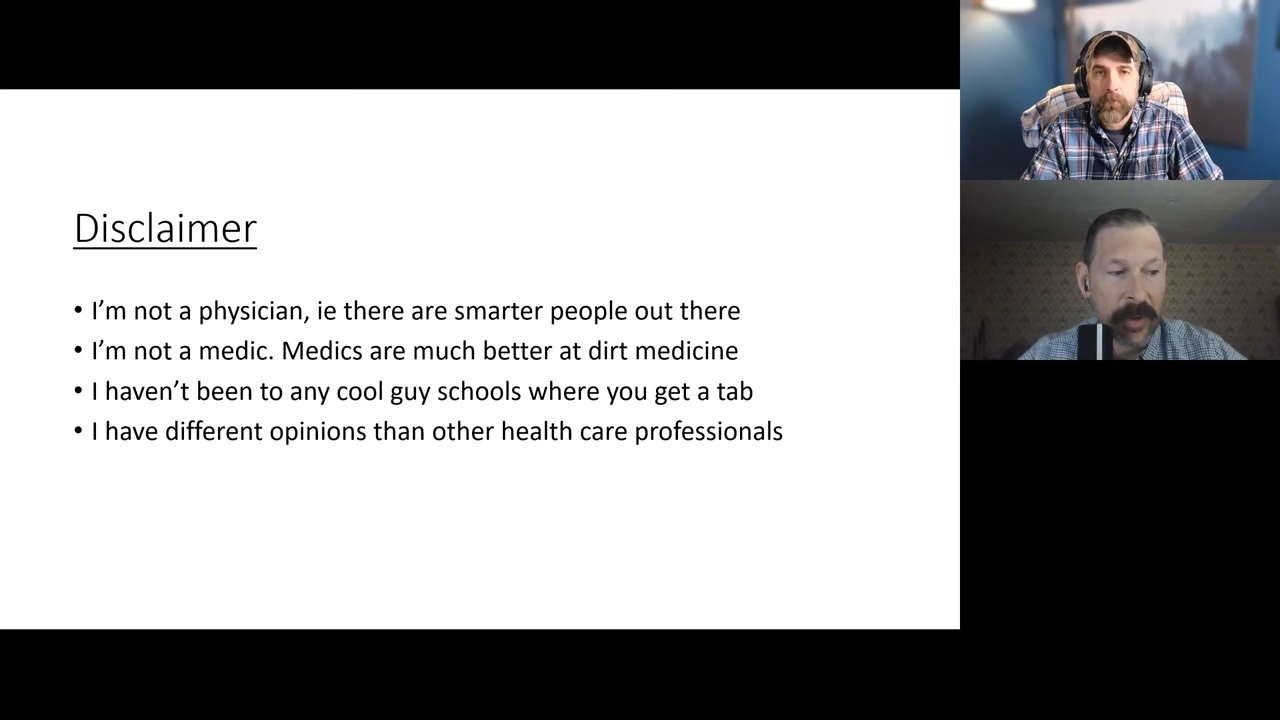 Disclaimer
• I’m not a physician, ie there are smarter people out there
• I’m not a medic. Medics are much better at dirt medicine
• I haven’t been to any cool guy schools where you get a tab
• I have different opinions than other health care professionals